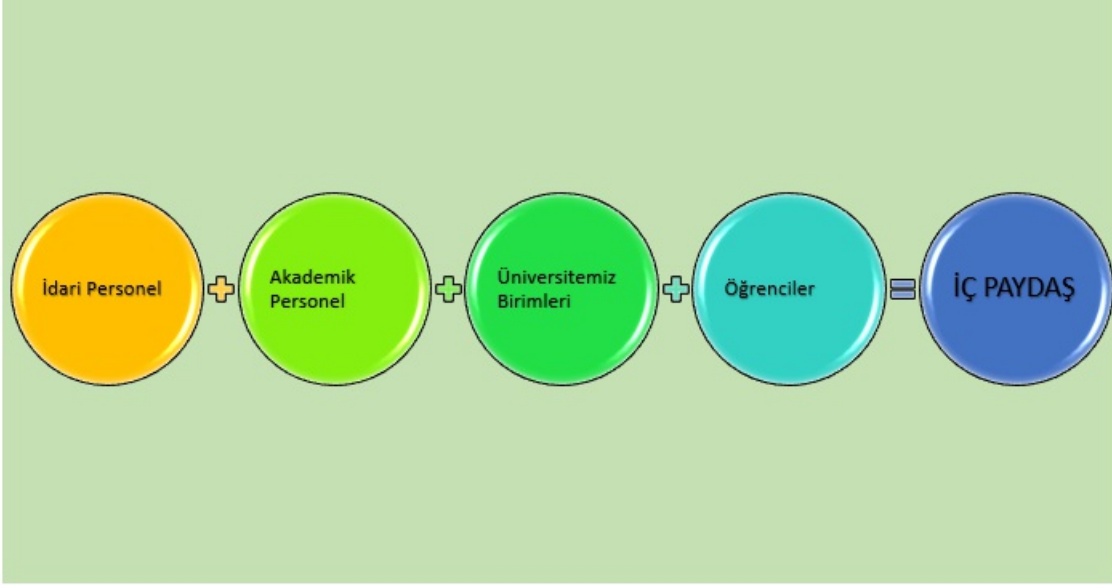 İdari Personel
Akademik
Personel
Üniversitemiz
Birimleri
Öğrenciler
İÇ PAYDAŞ